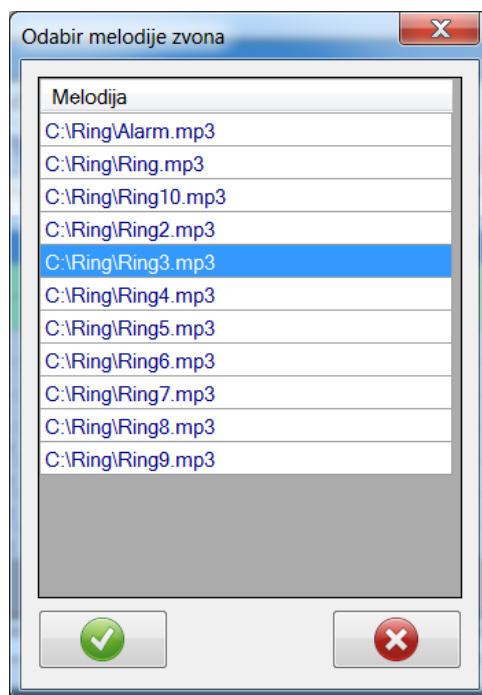 Odabir melodije zvona
Melodija
C:\Ring\Alarm.mp3
C:\Ring\Ring.mp3
C:\Ring\Ring10.mp3
C:\Ring\Ring2.mp3
C:\Ring\Ring3.mp3
C:\Ring\Ring4.mp3
C:\Ring\Ring5.mp3
C:\Ring\Ring6.mp3
C:\Ring\Ring7.mp3
C:\Ring\Ring8.mp3
C:\Ring\Ring9.mp3